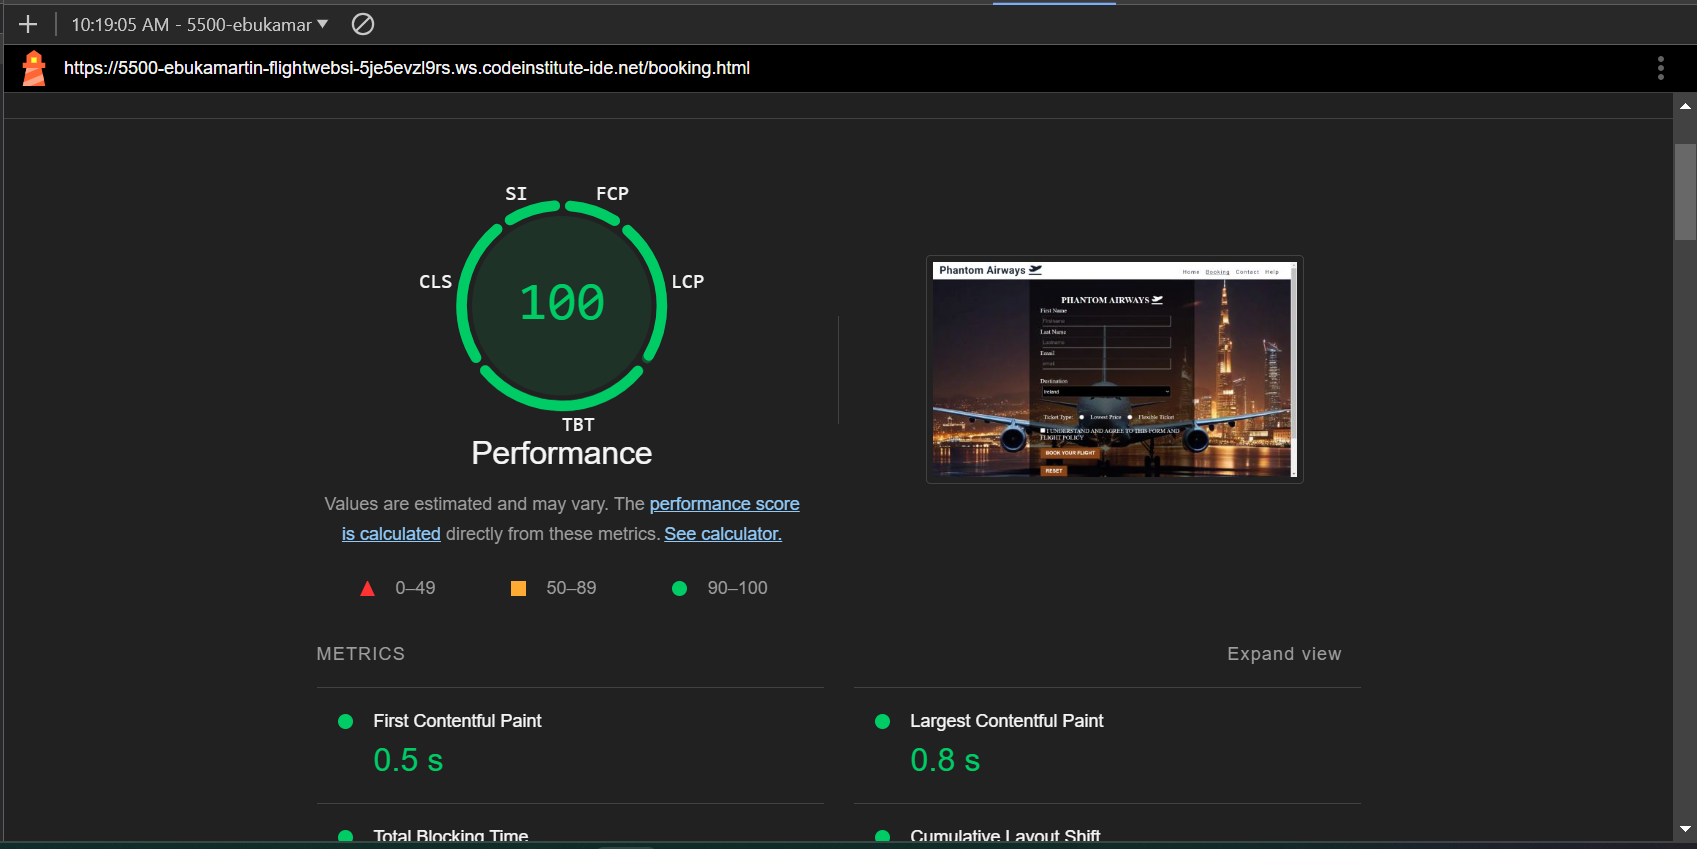 10:19:05 AM - 5500-ebukamar
https://5500-ebukamartin-flightwebsi-5je5evzl9rs.ws.codeinstitute-ide.net/booking.html
SI
FCP
CLS
LCP
100
TBT
Performance
Values are estimated and may vary. The performance score
is calculated directly from these metrics. See calculator.
0–49
50–89
90–100
Phantom Airways
Home Booking Contact Help
PHANTOM AIRWAYS
First Name
Firstname
Last Name
Lastname
Email
email
Destination
Ireland
Ticket Type: Lowest Price Flexible Ticket
I UNDERSTAND AND AGREE TO THIS FORM AND
FLIGHT POLICY
BOOK YOUR FLIGHT
RESET
METRICS
Expand view
First Contentful Paint
0.5 s
Largest Contentful Paint
0.8 s
Total Blocking Time
Cumulative Layout Shift